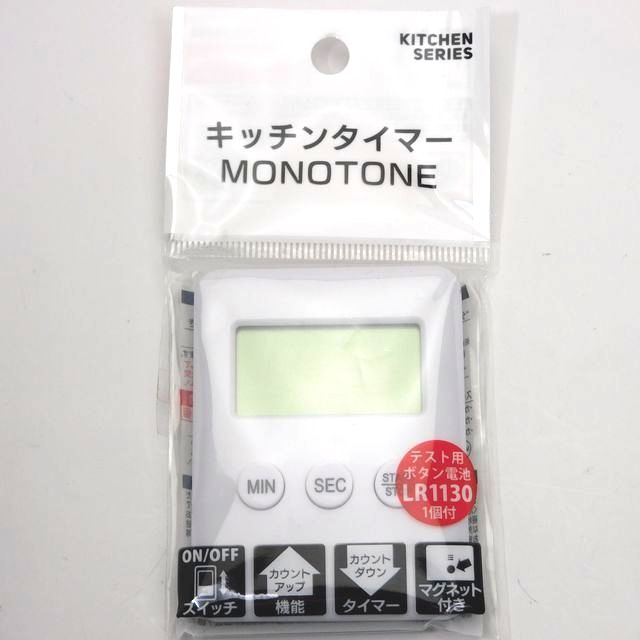 KITCHEN
SERIES
キッチンタイマー
MONOTONE
MIN
SEC
テスト用
ボタン電池
LR1130
1個付
ON/OFF
スイッチ
カウント
アップ
機能
カウント
ダウン
タイマー
マグネット
付き